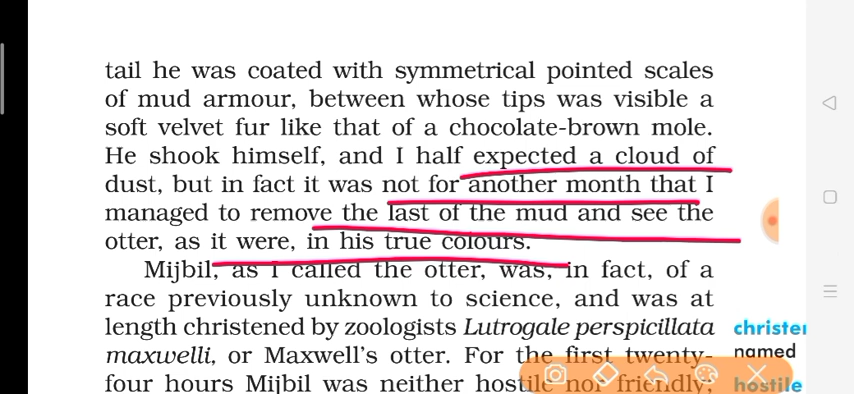 tail he was coated with symmetrical pointed scales
of mud armour, between whose tips was visible a
soft velvet fur like that of a chocolate-brown mole.
He shook himself, and I half expected a cloud of
dust, but in fact it was not for another month that I
managed to remove the last of the mud and see the
otter, as it were, in his true colours.
Mijbil, as I called the otter, was, in fact, of a
race previously unknown to science, and was at
length christened by zoologists Lutrogale perspicillata
maxwelli, or Maxwell's otter. For the first twenty-
four hours Mijbil was neither hostile nor friendly;
named
hostile